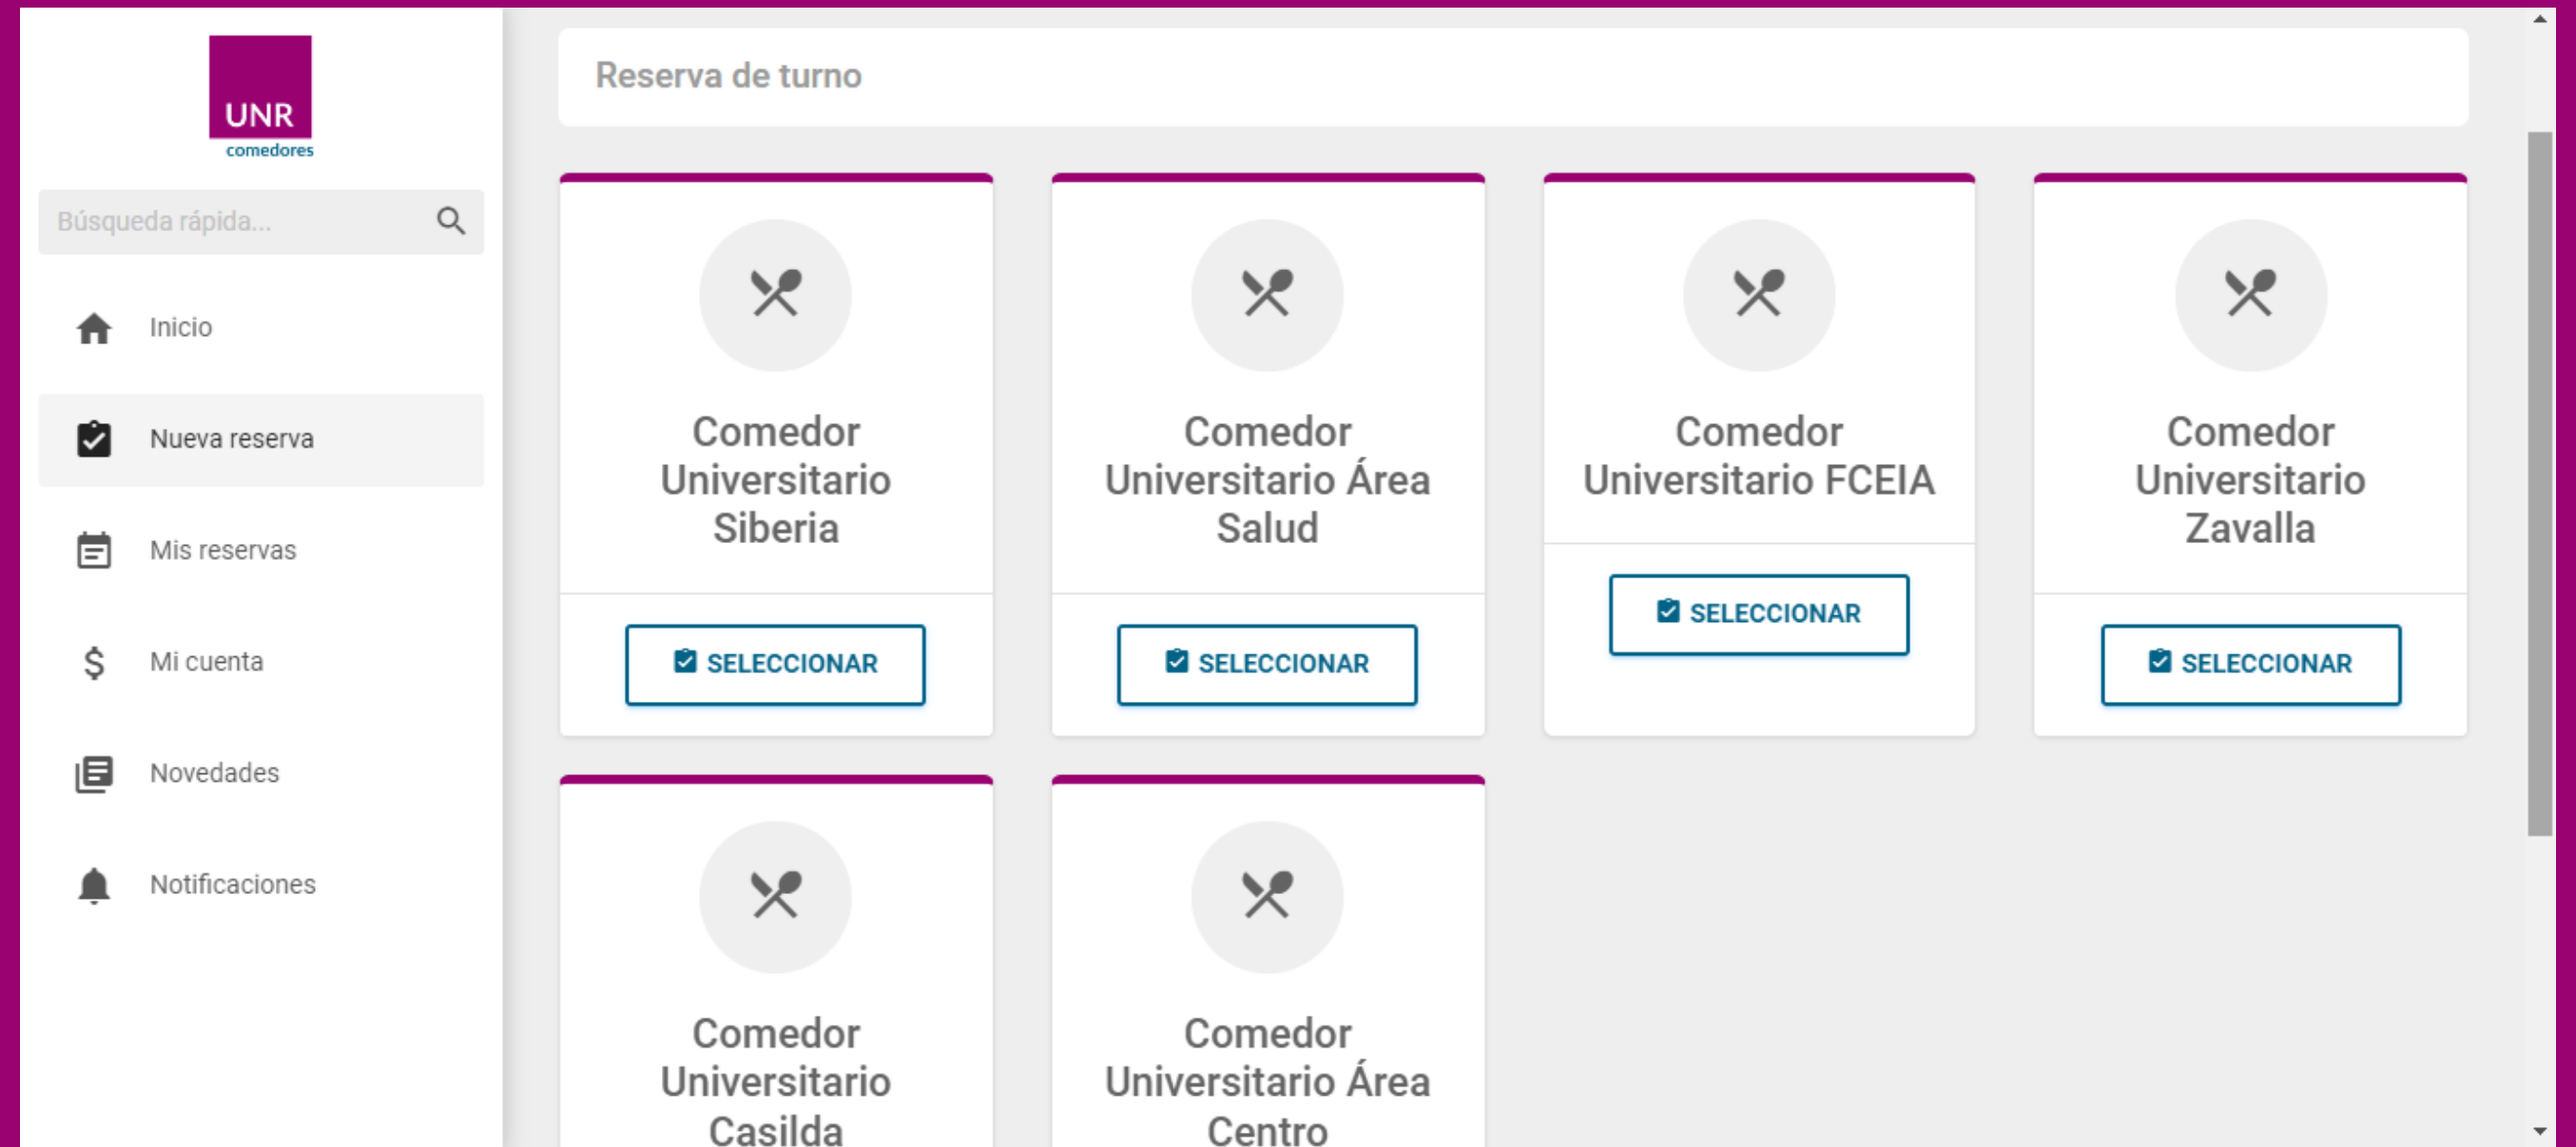 UNR
comedores
Búsqueda rápida...
Inicio
Nueva reserva
Mis reservas
Mi cuenta
Novedades
Notificaciones
Reserva de turno
Comedor
Universitario
Siberia
SELECCIONAR
Comedor
Universitario Área
Salud
SELECCIONAR
Comedor
Universitario FCEIA
SELECCIONAR
Comedor
Universitario
Zavalla
SELECCIONAR
Comedor
Universitario
Casilda
Comedor
Universitario Área
Centro